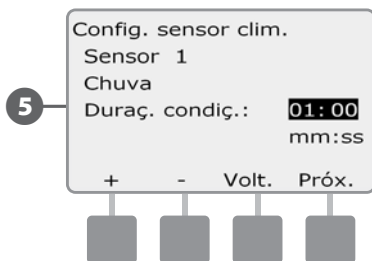 Config. sensor clim.
Sensor 1
Chuva
5
Duraç. condiç.: 01:00
mm:ss
+ - Volt. Próx.